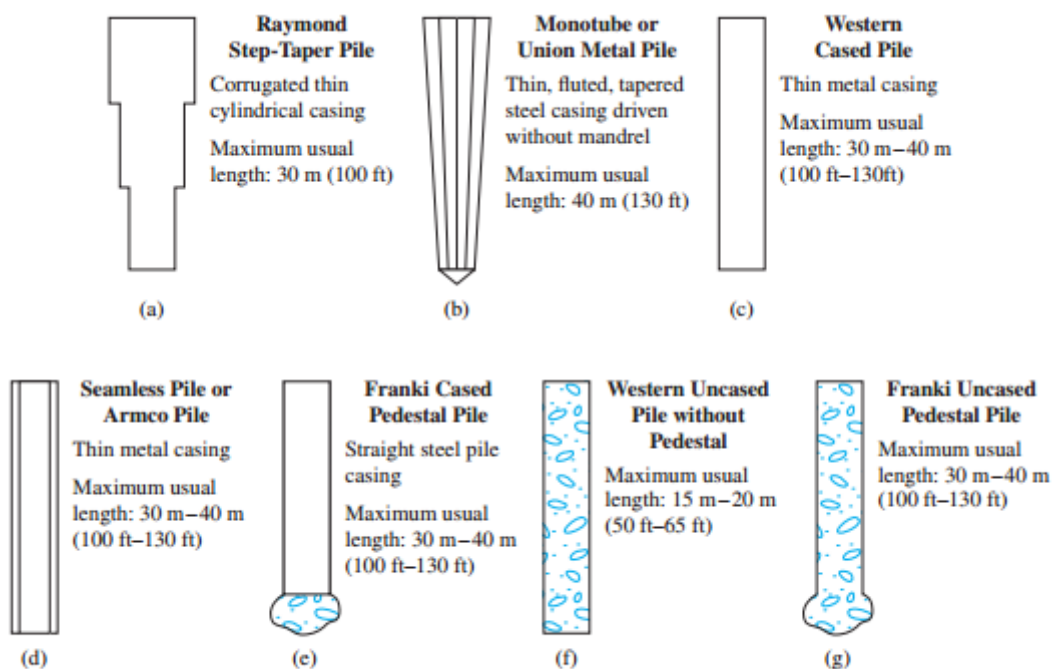 Raymond
Step-Taper Pile
Corrugated thin
cylindrical casing
Maximum usual
length: 30 m (100 ft)
(a)
Monotube or
Union Metal Pile
Thin, fluted, tapered
steel casing driven
without mandrel
Maximum usual
length: 40 m (130 ft)
(b)
Western
Cased Pile
Thin metal casing
Maximum usual
length: 30 m–40 m
(100 ft–130ft)
(c)
Seamless Pile or
Armco Pile
Thin metal casing
Maximum usual
length: 30 m–40 m
(100 ft–130 ft)
(d)
Franki Cased
Pedestal Pile
Straight steel pile
casing
Maximum usual
length: 30 m–40 m
(100 ft–130 ft)
(e)
Western Uncased
Pile without
Pedestal
Maximum usual
length: 15 m–20 m
(50 ft–65 ft)
(f)
Franki Uncased
Pedestal Pile
Maximum usual
length: 30 m–40 m
(100 ft–130 ft)
(g)